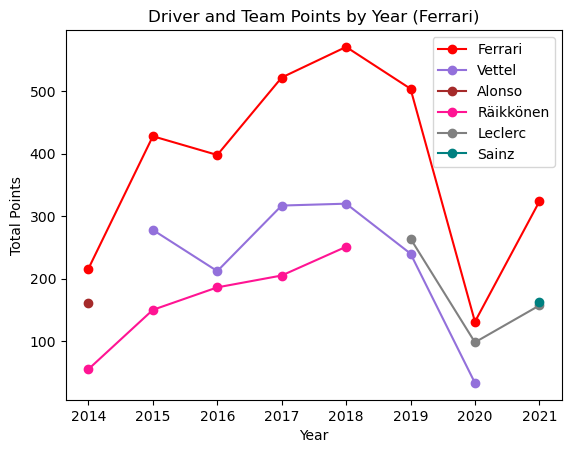 Driver and Team Points by Year (Ferrari)
Ferrari
Vettel
Alonso
Räikkönen
Leclerc
Sainz
Total Points
500
400
300
200
100
2014 2015 2016 2017 2018 2019 2020 2021
Year